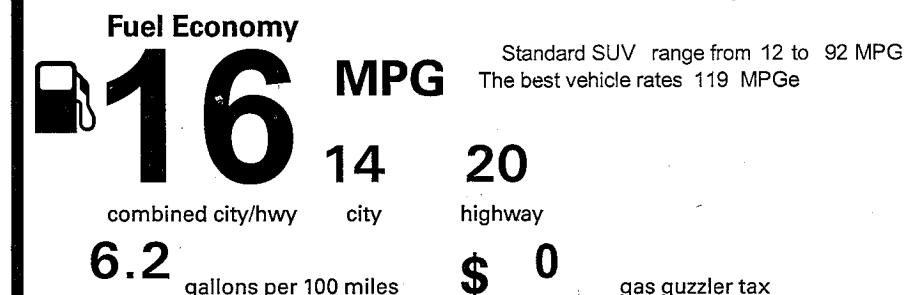 Fuel Economy
16 MPG
Standard SUV range from 12 to 92 MPG
The best vehicle rates 119 MPGe
14 20
combined city/hwy city highway
6.2 gallons per 100 miles $ 0 gas guzzler tax